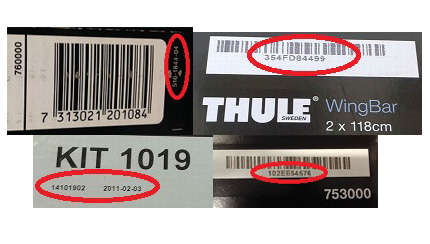 760000
516-1844-04
7 313021 201084
354FD84499
THULE
SWEDEN
WingBar
2 x 118cm
KIT 1019
14101902 2011-02-03
102EE54576
753000